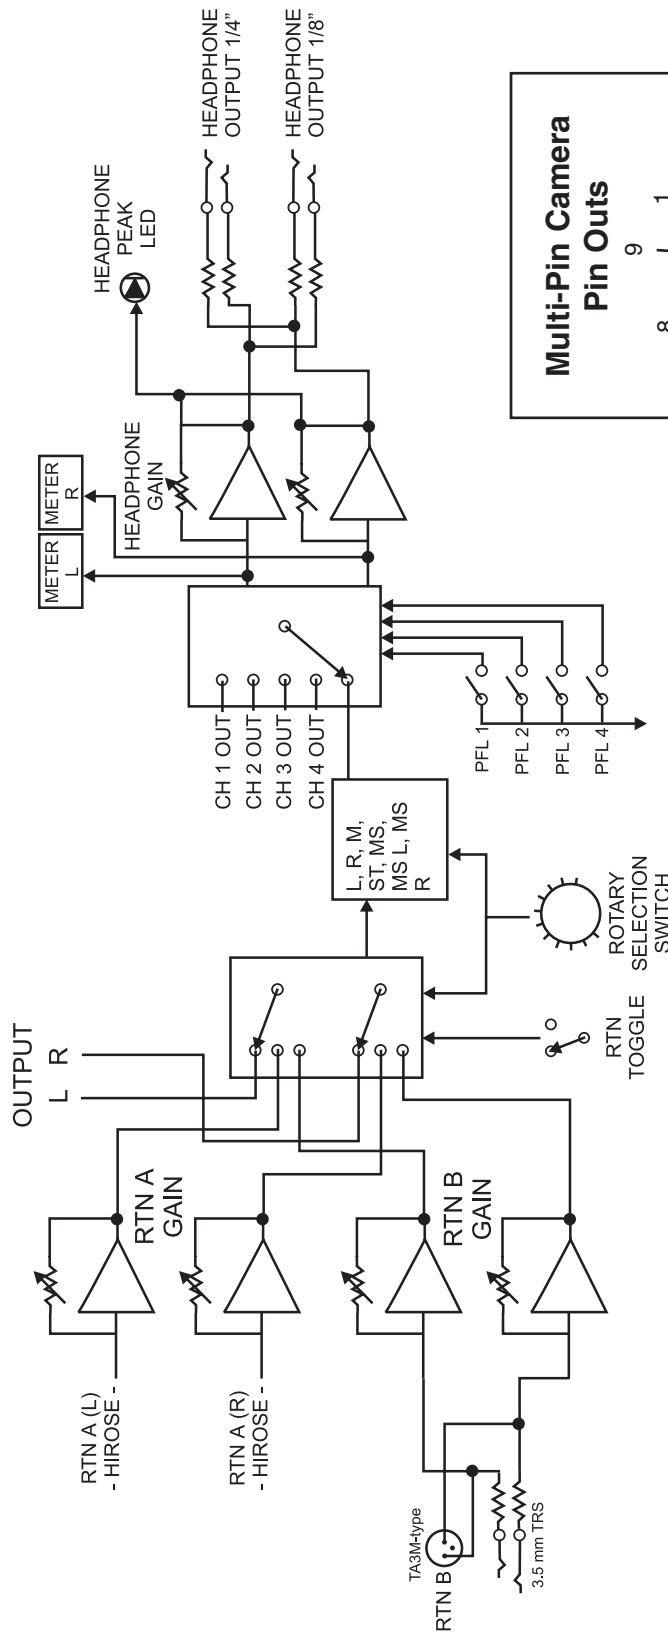 HEADPHONE
OUTPUT 1/4"
HEADPHONE
OUTPUT 1/8"
HEADPHONE
PEAK
LED
METER
R
METER
L
HEADPHONE
GAIN
CH 1 OUT
CH 2 OUT
CH 3 OUT
CH 4 OUT
PFL 1
PFL 2
PFL 3
PFL 4
L, R, M,
ST, MS,
MS L, MS
R
ROTARY
SELECTION
SWITCH
RTN
TOGGLE
OUTPUT
L R
RTN A
GAIN
RTN B
GAIN
RTN A (L)
- HIROSE -
RTN A (R)
- HIROSE -
TA3M-type
RTN B
3.5 mm TRS
Multi-Pin Camera
Pin Outs
9
8 1